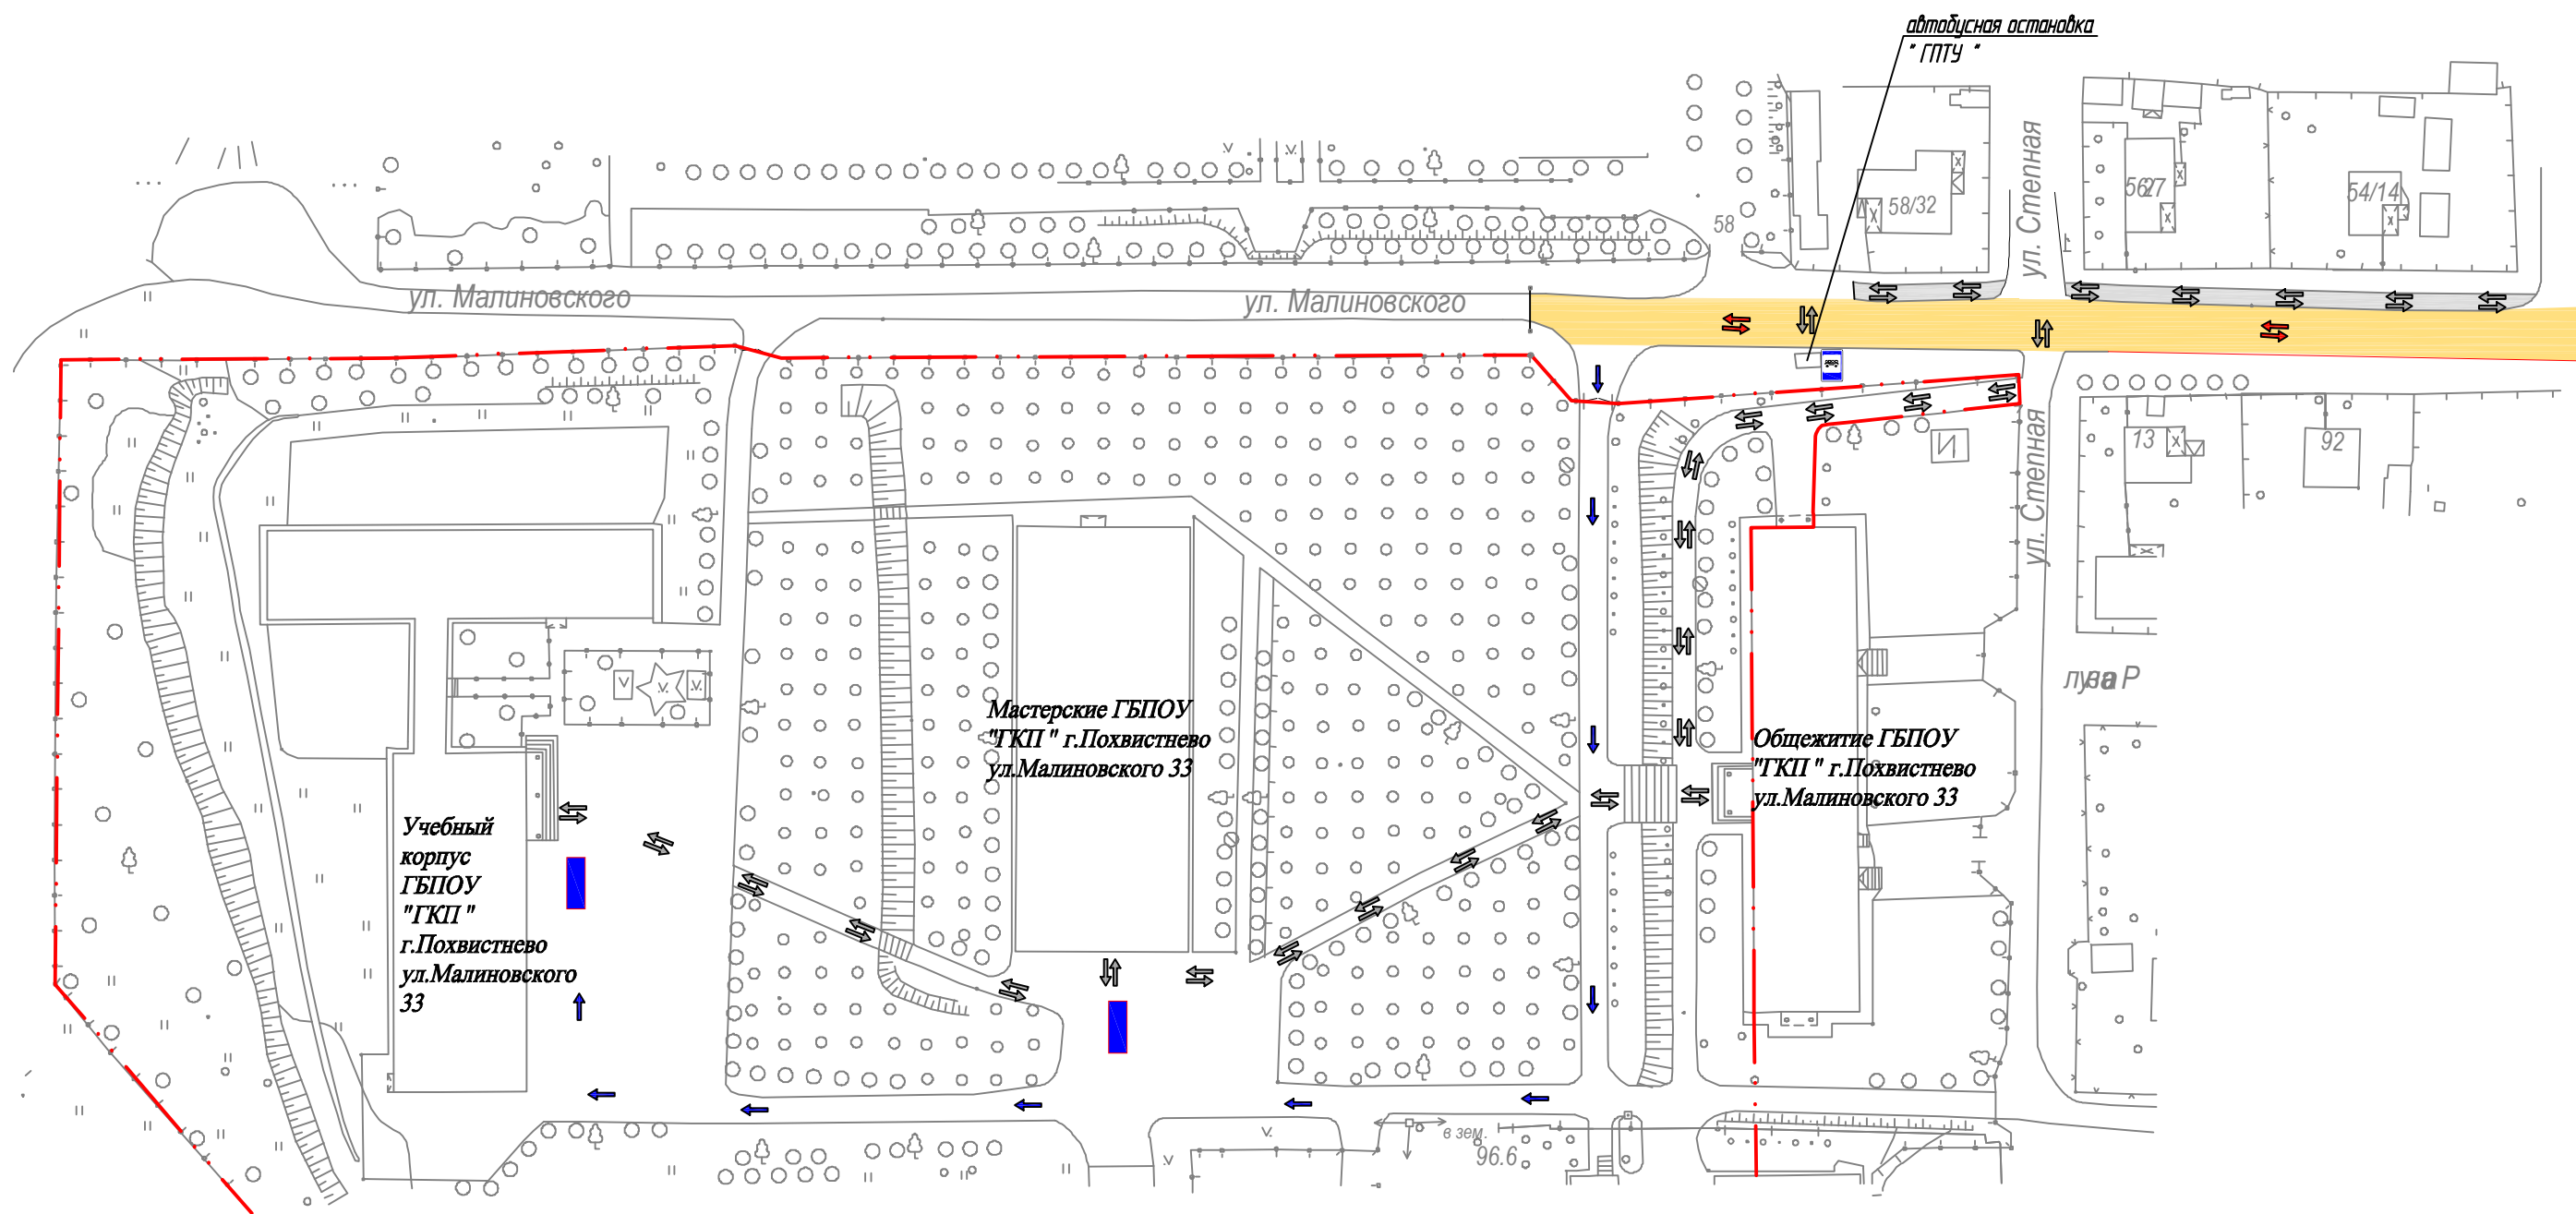 автобусная остановка
" ГПТУ "
ул. Степная
58/32
54/14
58
ул. Малиновского
ул. Малиновского
13
92
И
ул. Степная
Мастерские ГБПОУ
"ГКП " г.Похвистнево
ул.Малиновского 33
Общежитие ГБПОУ
"ГКП " г.Похвистнево
ул.Малиновского 33
Учебный
корпус
ГБПОУ
"ГКП "
г.Похвистнево
ул.Малиновского
33
в зем.
96.6